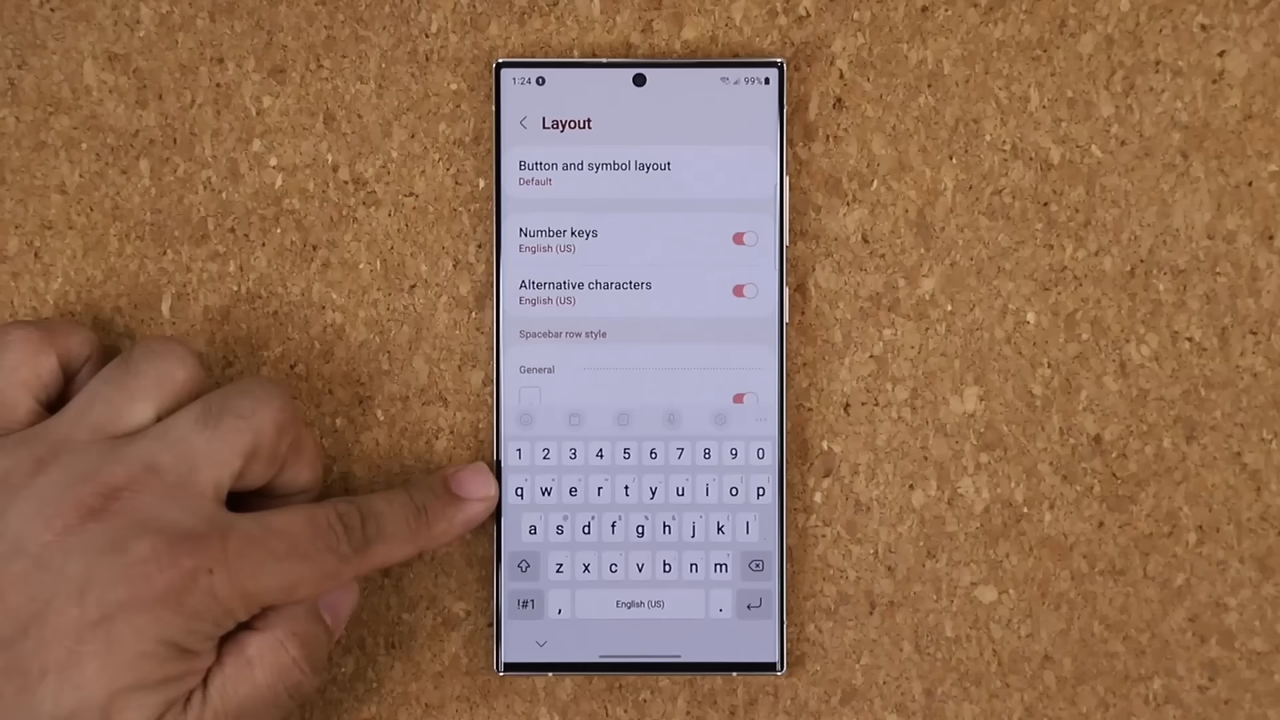 1:24 99%
Layout
Button and symbol layout
Default
Number keys
English (US)
Alternative characters
English (US)
Spacebar row style
General
1 2 3 4 5 6 7 8 9 0
q w e r t y u i o p
a s d f g h j k l
z x c v b n m
!#1 , English (US) .